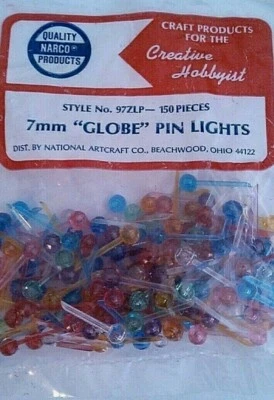 QUALITY
NARCO
PRODUCTS
CRAFT PRODUCTS
FOR THE
Creative
Hobbyist
STYLE No. 97ZLP— 150 PIECES
7mm "GLOBE" PIN LIGHTS
DIST. BY NATIONAL ARTCRAFT CO., BEACHWOOD, OHIO 44122